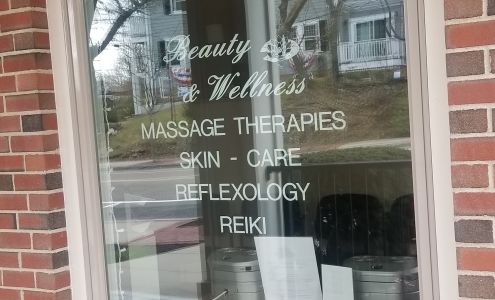 Beauty
& Wellness
MASSAGE THERAPIES
SKIN - CARE
REFLEXOLOGY
REIKI